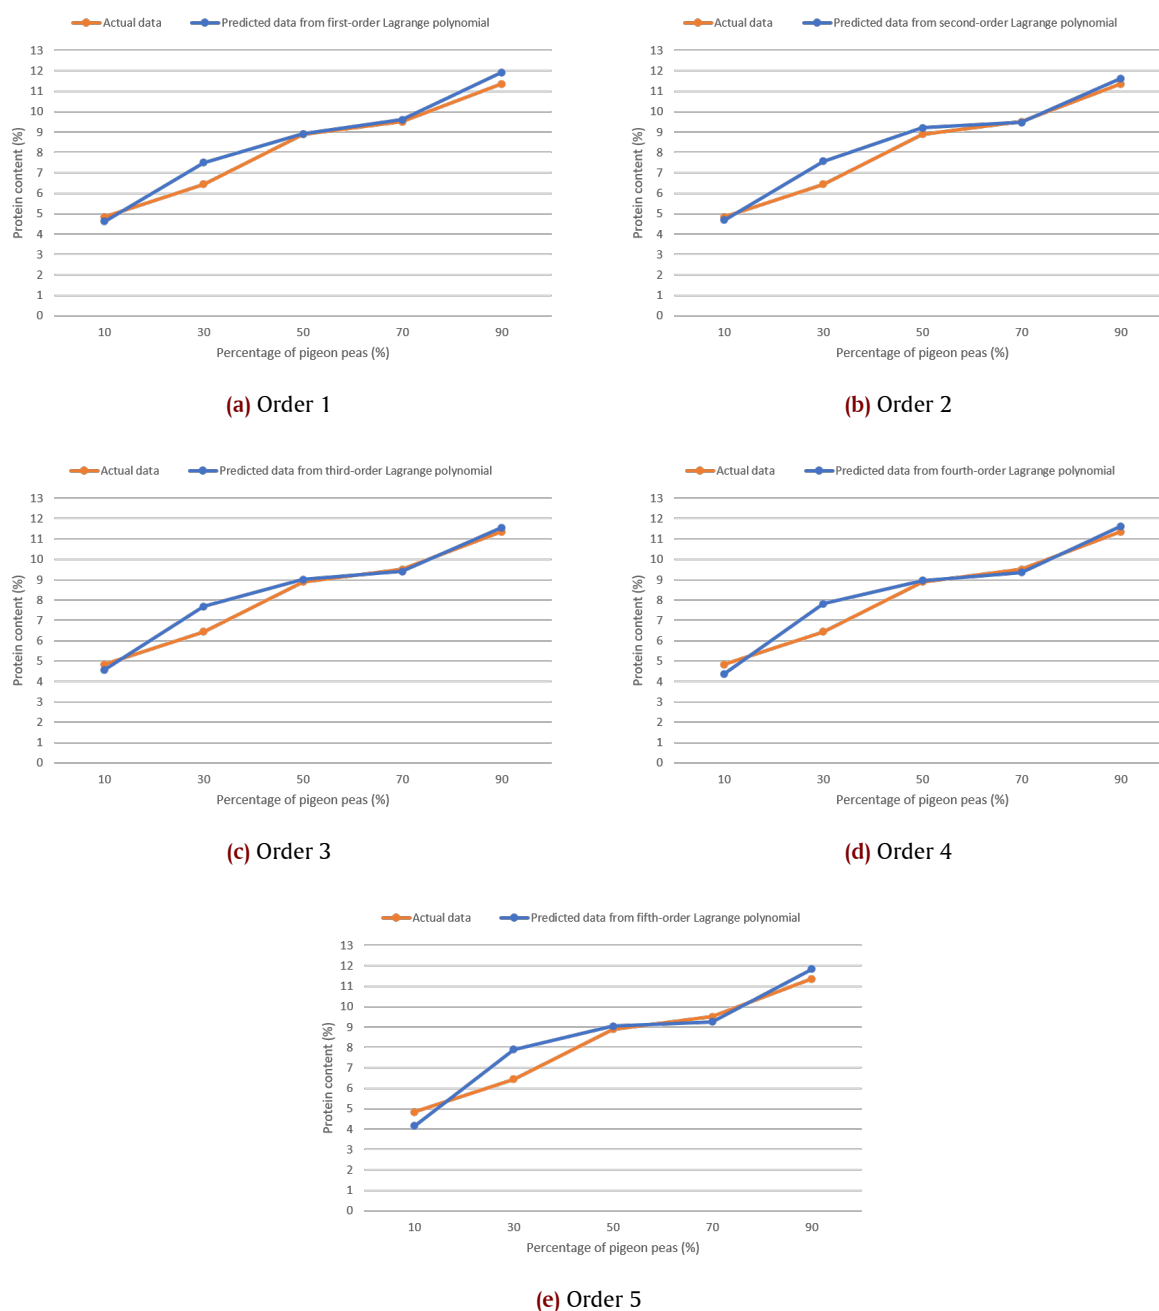 Actual data Predicted data from first-order Lagrange polynomial
13
12
11
10
9
8
7
6
5
4
3
2
1
0
Protein content (%)
10 30 50 70 90
Percentage of pigeon peas (%)
(a) Order 1
Actual data Predicted data from second-order Lagrange polynomial
13
12
11
10
9
8
7
6
5
4
3
2
1
0
Protein content (%)
10 30 50 70 90
Percentage of pigeon peas (%)
(b) Order 2
Actual data Predicted data from third-order Lagrange polynomial
13
12
11
10
9
8
7
6
5
4
3
2
1
0
Protein content (%)
10 30 50 70 90
Percentage of pigeon peas (%)
(c) Order 3
Actual data Predicted data from fourth-order Lagrange polynomial
13
12
11
10
9
8
7
6
5
4
3
2
1
0
Protein content (%)
10 30 50 70 90
Percentage of pigeon peas (%)
(d) Order 4
Actual data Predicted data from fifth-order Lagrange polynomial
13
12
11
10
9
8
7
6
5
4
3
2
1
0
Protein content (%)
10 30 50 70 90
Percentage of pigeon peas (%)
(e) Order 5